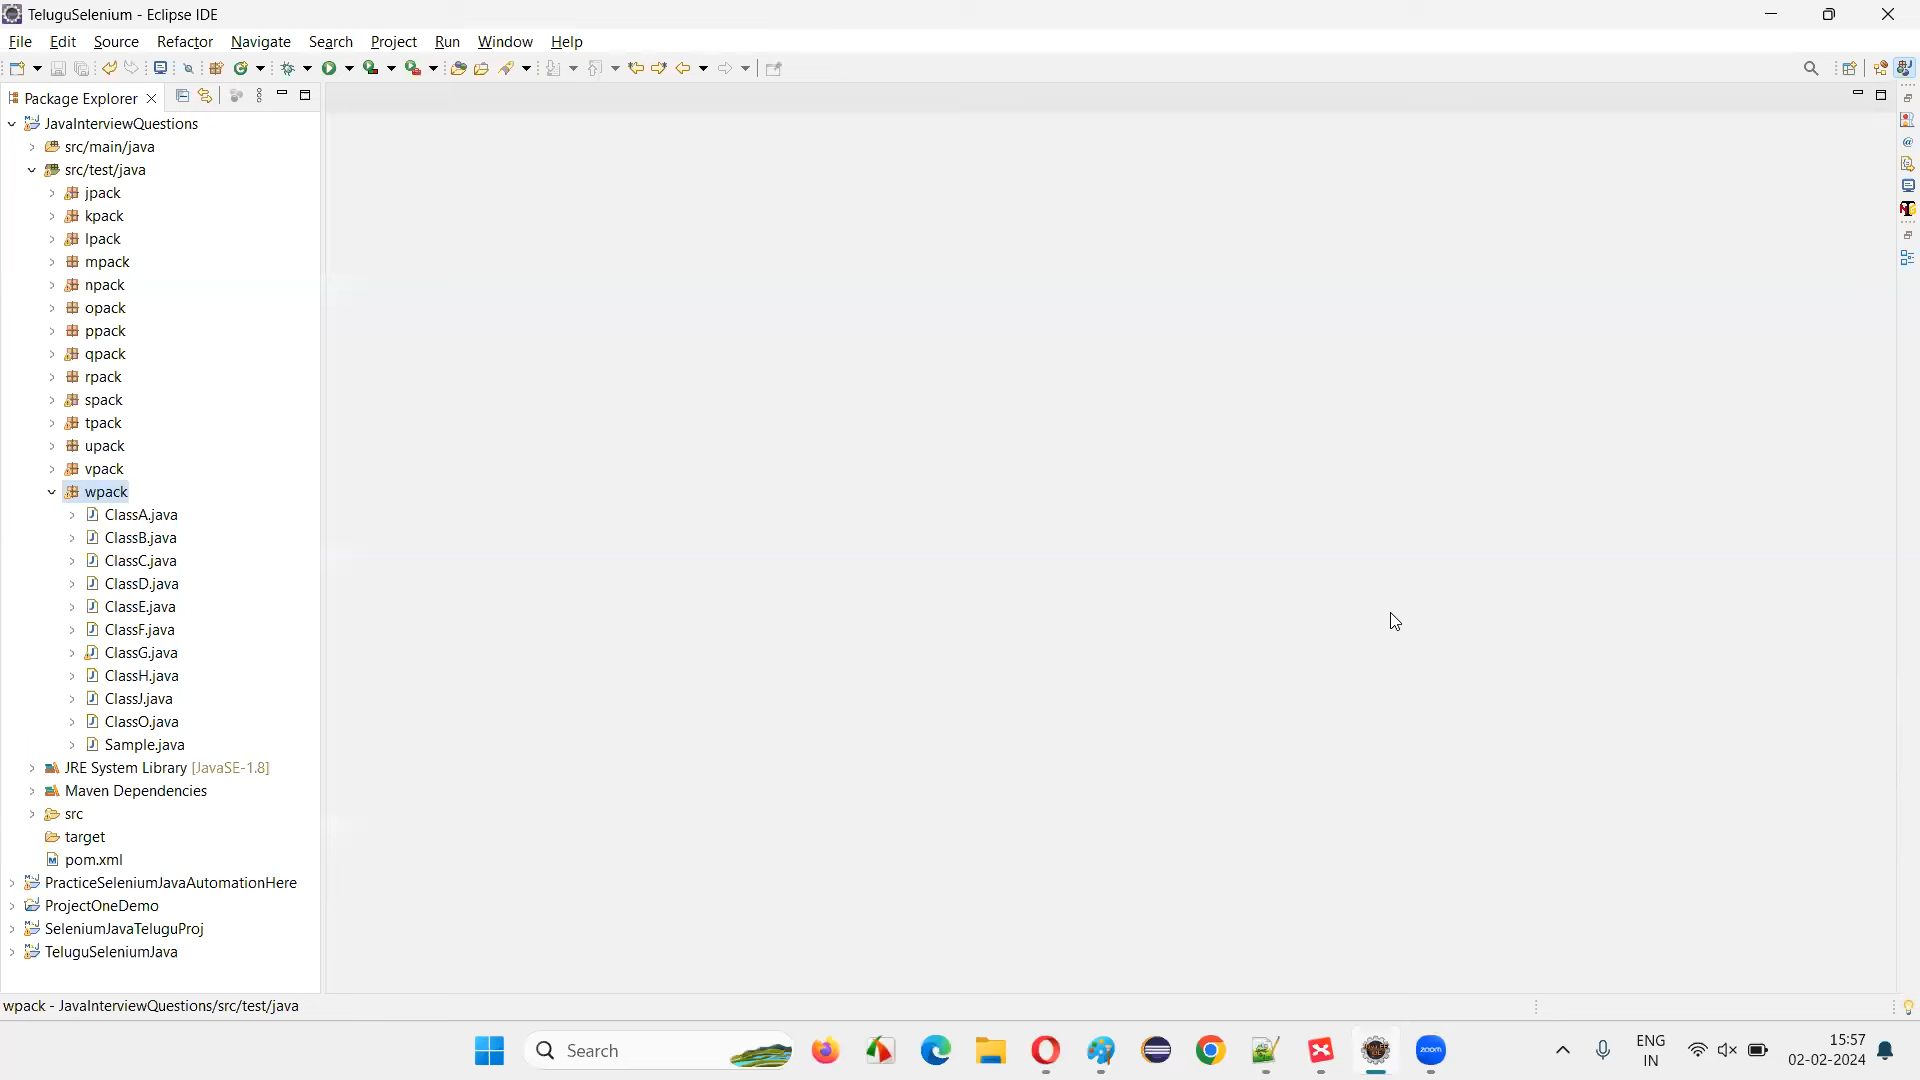 TeluguSelenium - Eclipse IDE
File Edit Source Refactor Navigate Search Project Run Window Help
Package Explorer
JavaInterviewQuestions
src/main/java
src/test/java
jpack
kpack
lpack
mpack
npack
opack
ppack
qpack
rpack
spack
tpack
upack
vpack
wpack
ClassA.java
ClassB.java
ClassC.java
ClassD.java
ClassE.java
ClassF.java
ClassG.java
ClassH.java
ClassJ.java
ClassO.java
Sample.java
JRE System Library [JavaSE-1.8]
Maven Dependencies
src
target
pom.xml
PracticeSeleniumJavaAutomationHere
ProjectOneDemo
SeleniumJavaTeluguProj
TeluguSeleniumJava
wpack - JavaInterviewQuestions/src/test/java
Search
zoom
ENG
IN
15:57
02-02-2024